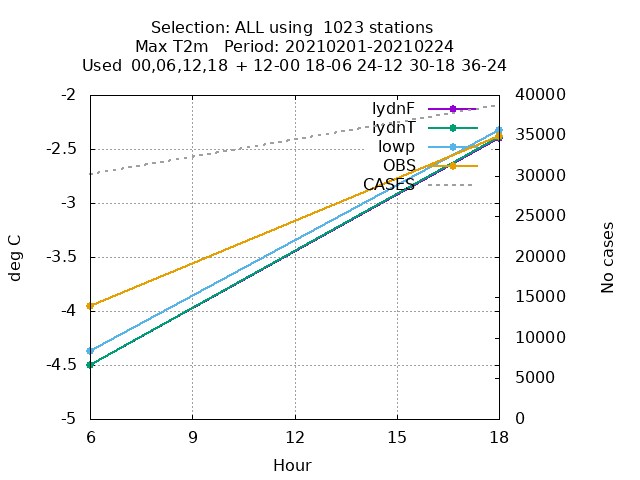 Selection: ALL using  1023 stations
Max T2m   Period: 20210201-20210224
Used  00,06,12,18 + 12-00 18-06 24-12 30-18 36-24
-2
-2.5
-3
-3.5
-4
-4.5
-5
deg C
6
9
12
15
18
Hour
40000
35000
30000
25000
20000
15000
10000
5000
0
No cases
lydnF
lydnT
lowp
OBS
CASES